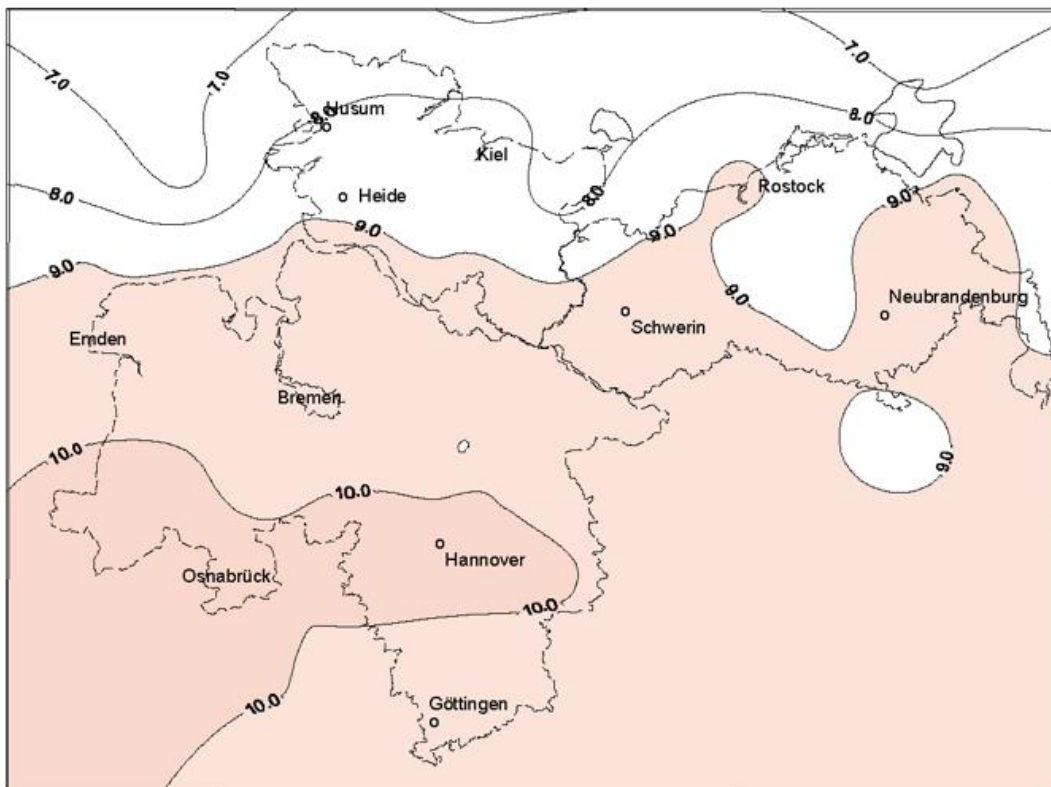 7.0
7.0
7.0
8.0
Husum
8.0
Kiel
8.0
8.0
Heide
Rostock
9.0
9.0
9.0
9.0
9.0
Neubrandenburg
Schwerin
Emden
Bremen
10.0
9.0
10.0
Hannover
Osnabrück
10.0
10.0
Göttingen